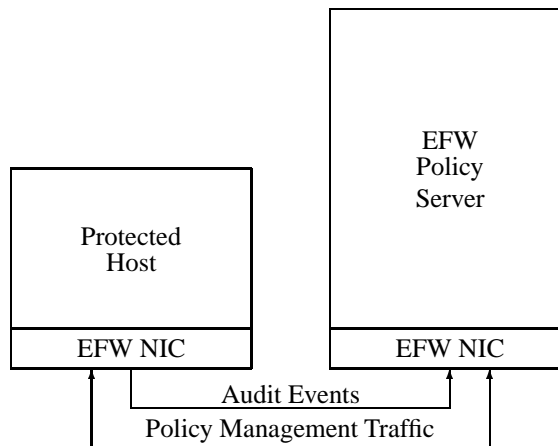 EFW
Policy
Server
Protected
Host
EFW NIC
EFW NIC
Audit Events
Policy Management Traffic